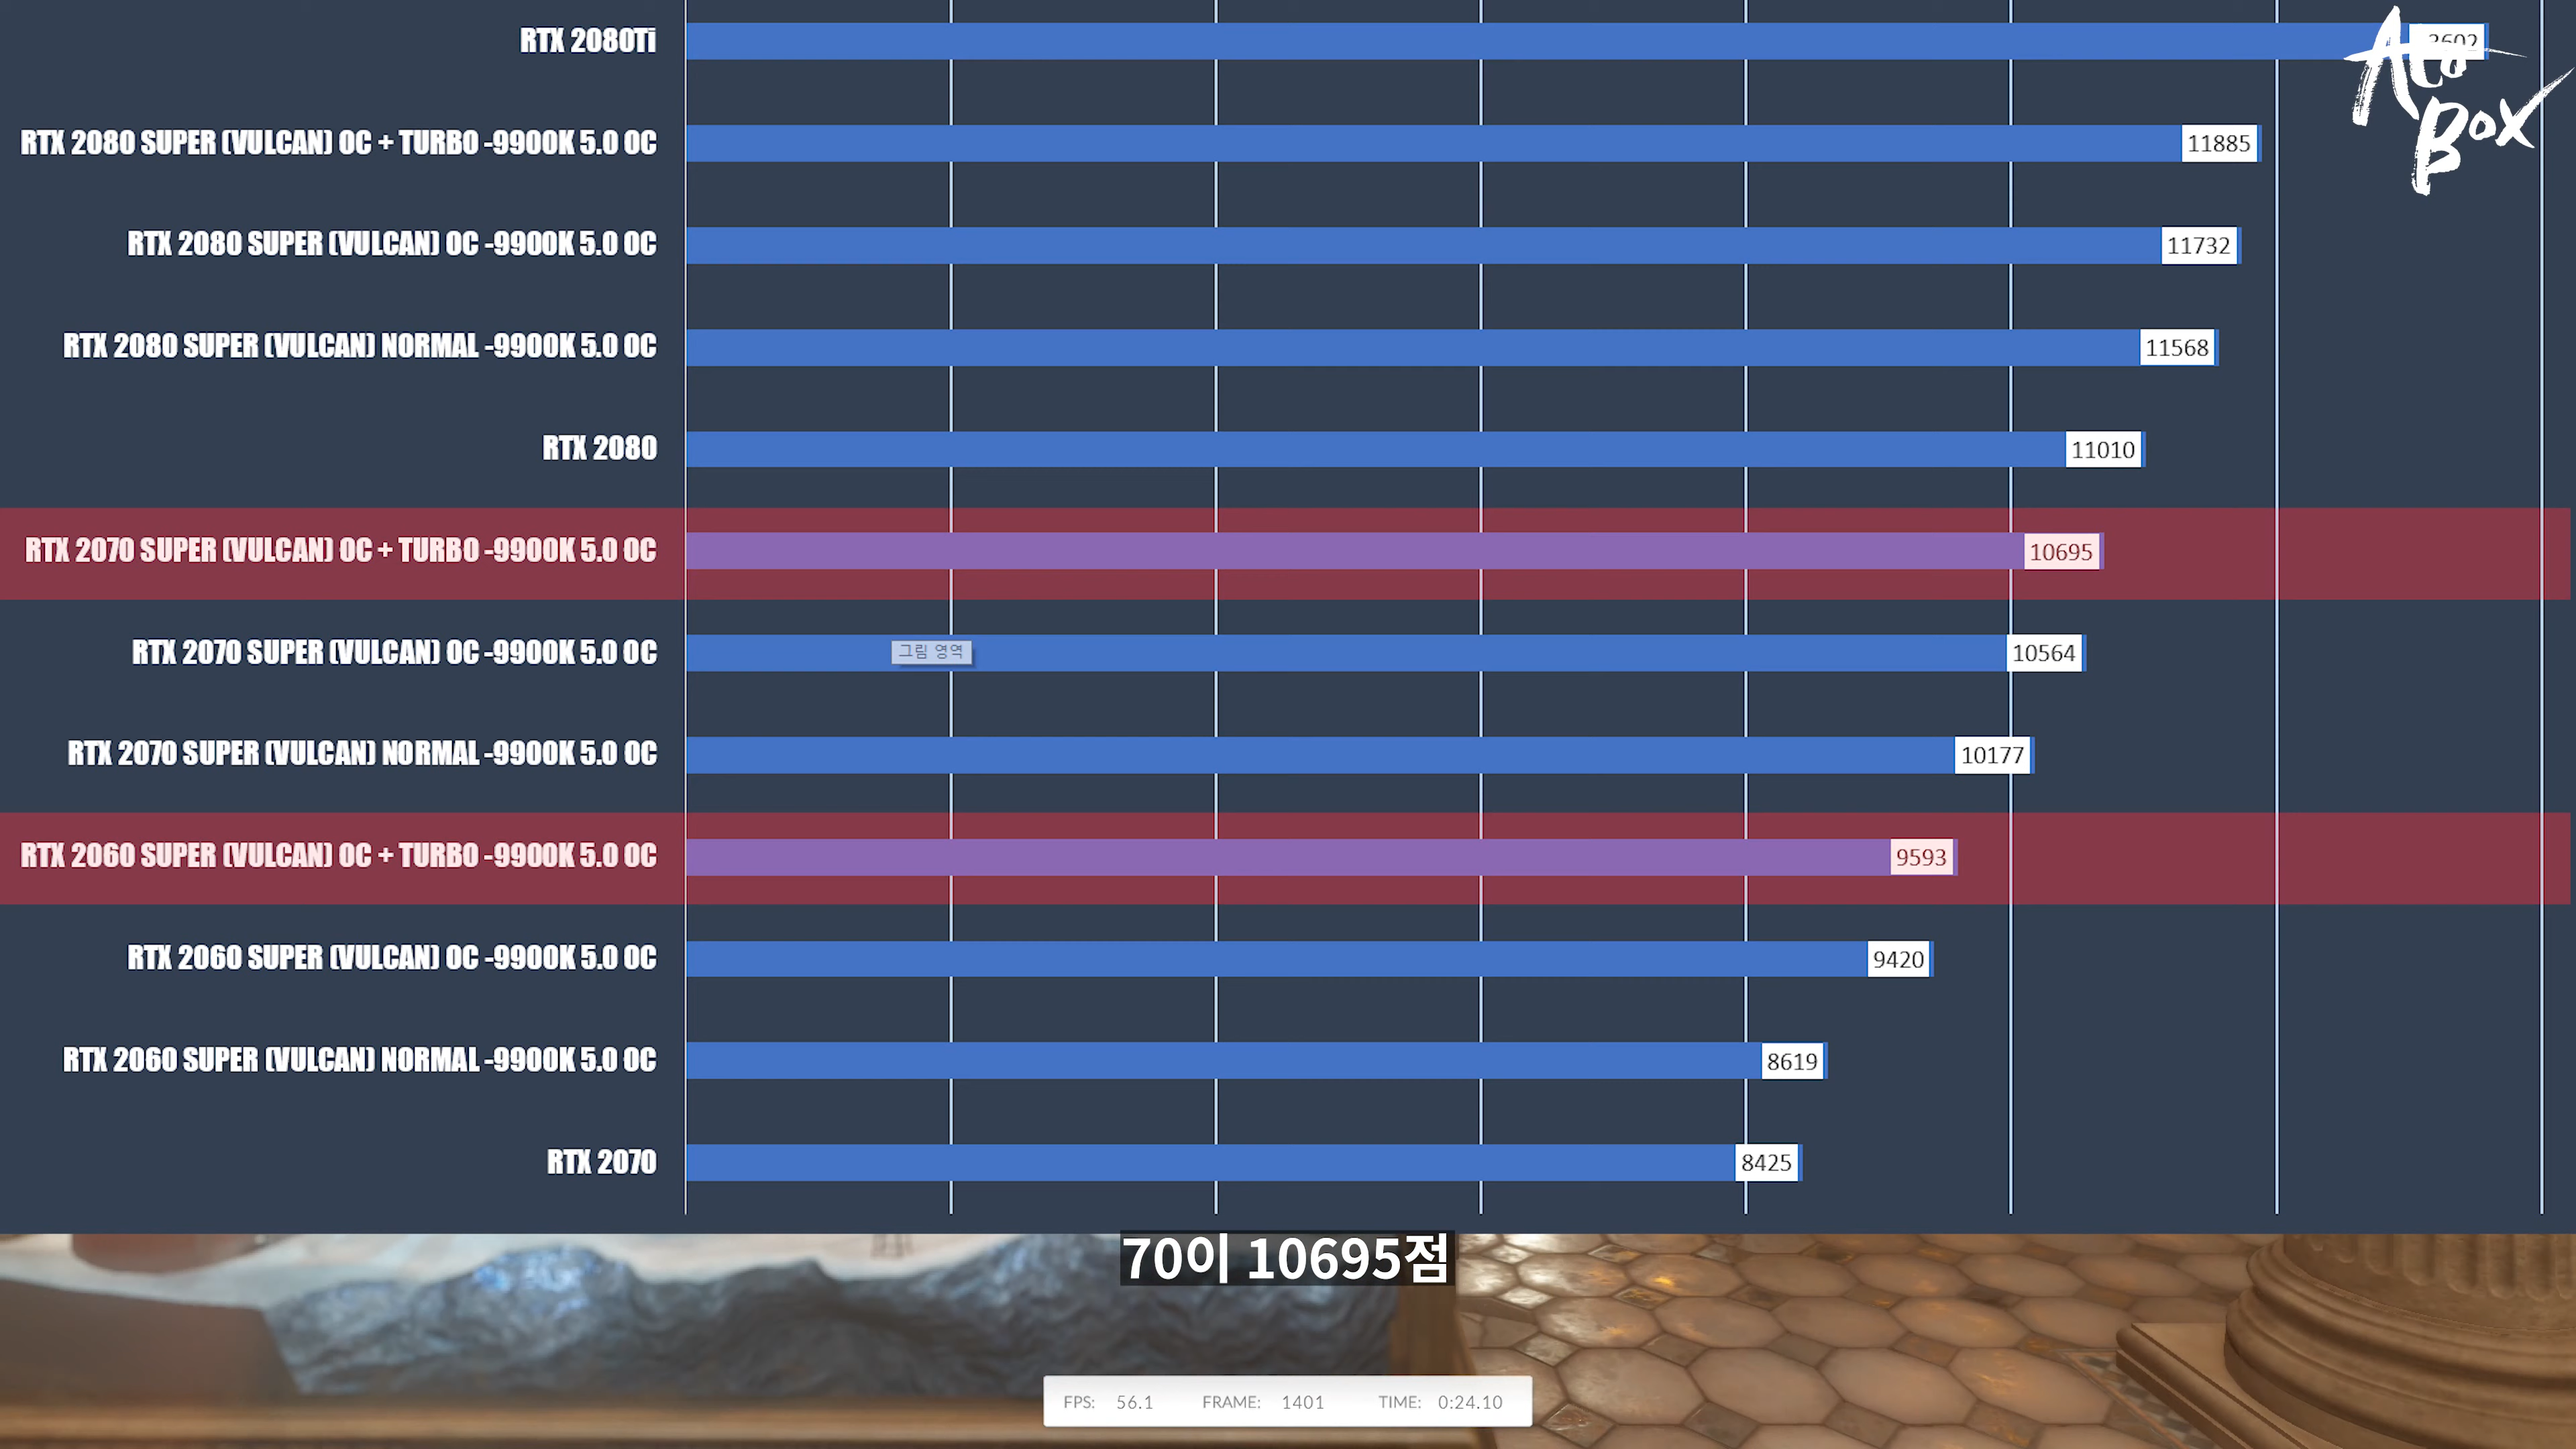 RTX 2080Ti
Ato
Box
RTX 2080 SUPER (VULCAN) OC + TURBO -9900K 5.0 OC 11885
RTX 2080 SUPER (VULCAN) OC -9900K 5.0 OC 11732
RTX 2080 SUPER (VULCAN) NORMAL -9900K 5.0 OC 11568
RTX 2080 11010
RTX 2070 SUPER (VULCAN) OC + TURBO -9900K 5.0 OC 10695
RTX 2070 SUPER (VULCAN) OC -9900K 5.0 OC 그림 영역 10564
RTX 2070 SUPER (VULCAN) NORMAL -9900K 5.0 OC 10177
RTX 2060 SUPER (VULCAN) OC + TURBO -9900K 5.0 OC 9593
RTX 2060 SUPER (VULCAN) OC -9900K 5.0 OC 9420
RTX 2060 SUPER (VULCAN) NORMAL -9900K 5.0 OC 8619
RTX 2070 8425
70이 10695점
FPS: 56.1 FRAME: 1401 TIME: 0:24.10